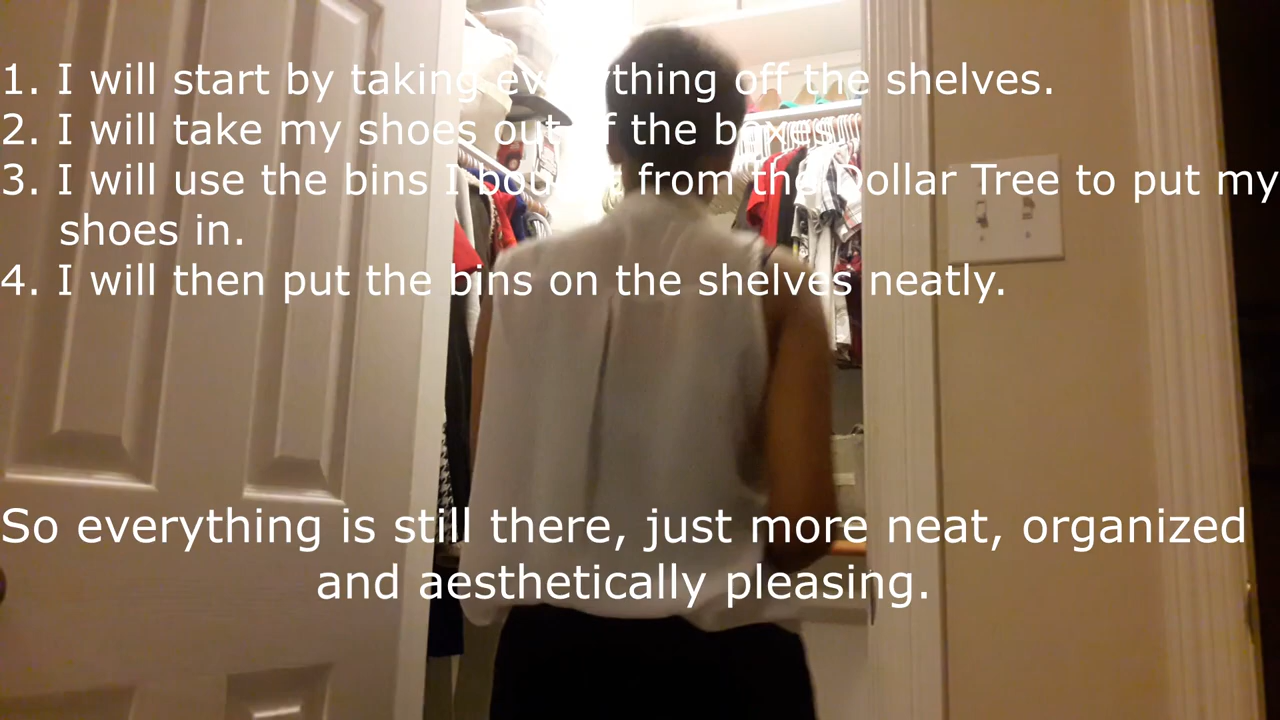 1. I will start by taking everything off the shelves.
2. I will take my shoes out of the boxes.
3. I will use the bins I bought from the Dollar Tree to put my
shoes in.
4. I will then put the bins on the shelves neatly.
So everything is still there, just more neat, organized
and aesthetically pleasing.